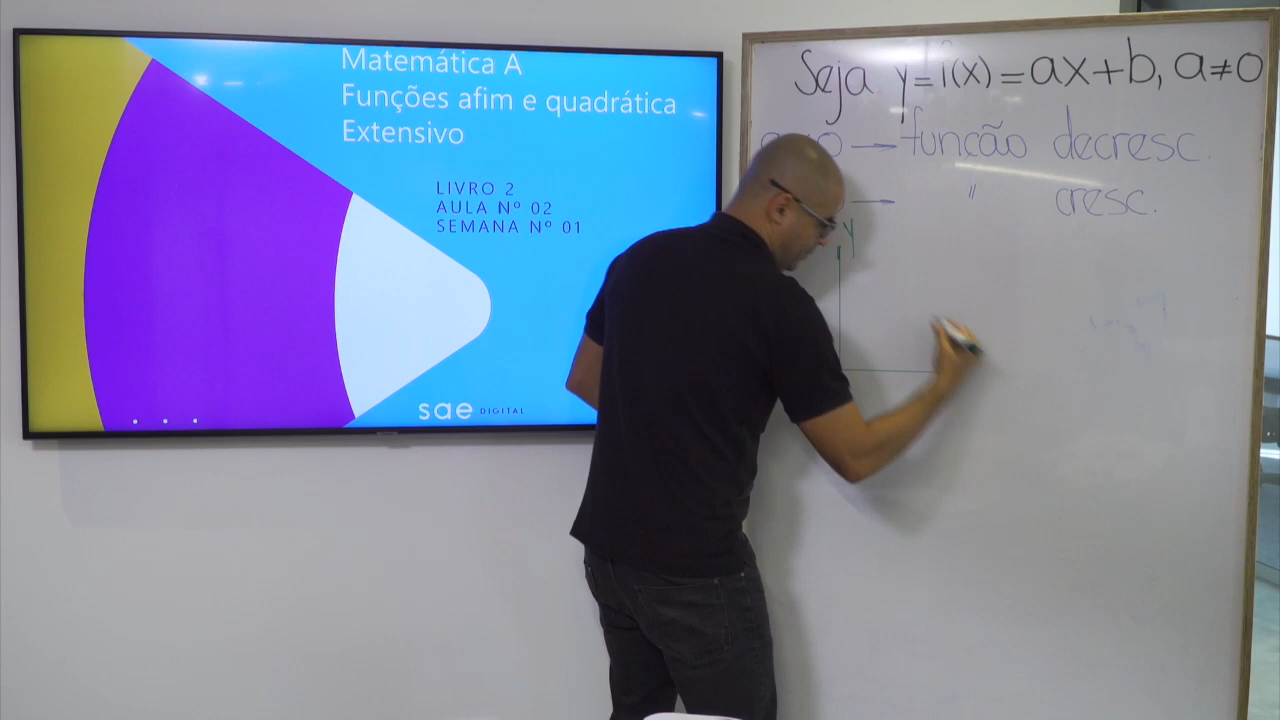 Matemática A
Funções afim e quadrática
Extensivo
LIVRO 2
AULA Nº 02
SEMANA Nº 01
sae DIGITAL
Seja y=f(x)=ax+b, a≠0
→ função decresc.
→ " cresc.
y